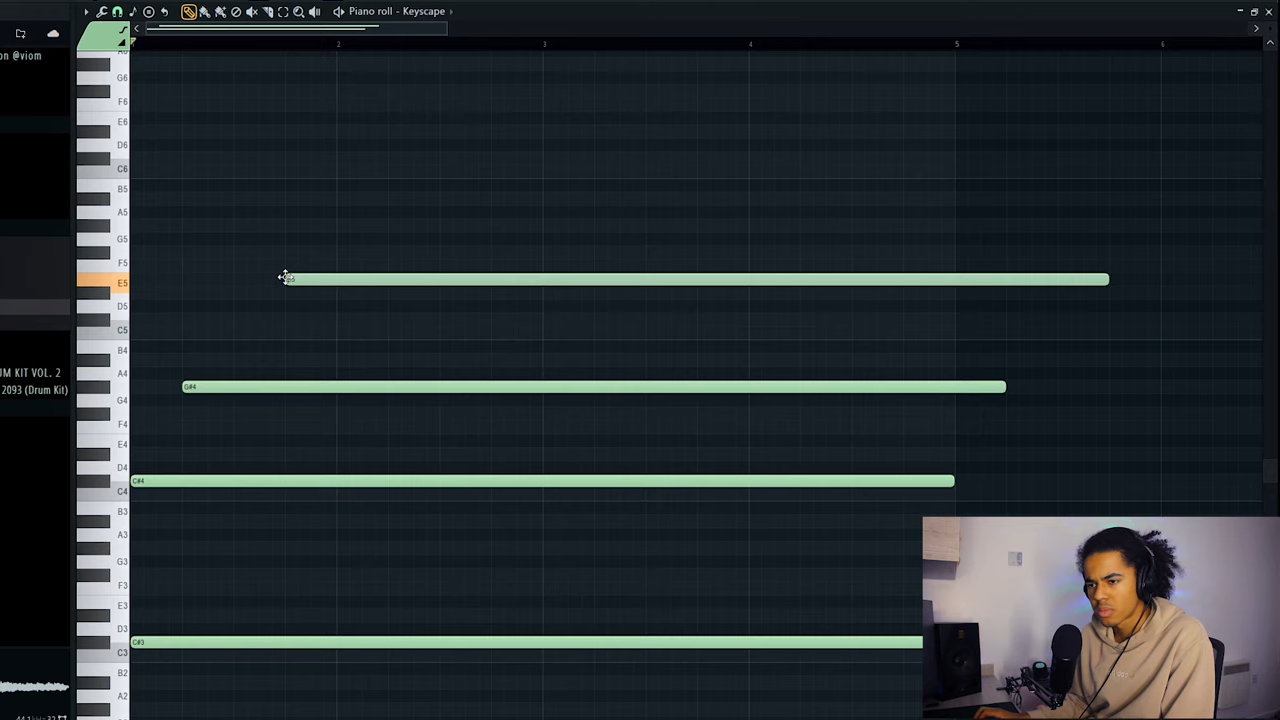 Piano roll - Keyscape
on @viom
2
3
4
5
6
G6
F6
E6
D6
C6
B5
A5
G5
F5
E5
D5
C5
B4
UM KIT VOL. 2
A4
G#4
2093 (Drum Kit)
G4
F4
E4
D4
C#4
C4
B3
A3
G3
F3
E3
D3
C#3
C3
B2
A2